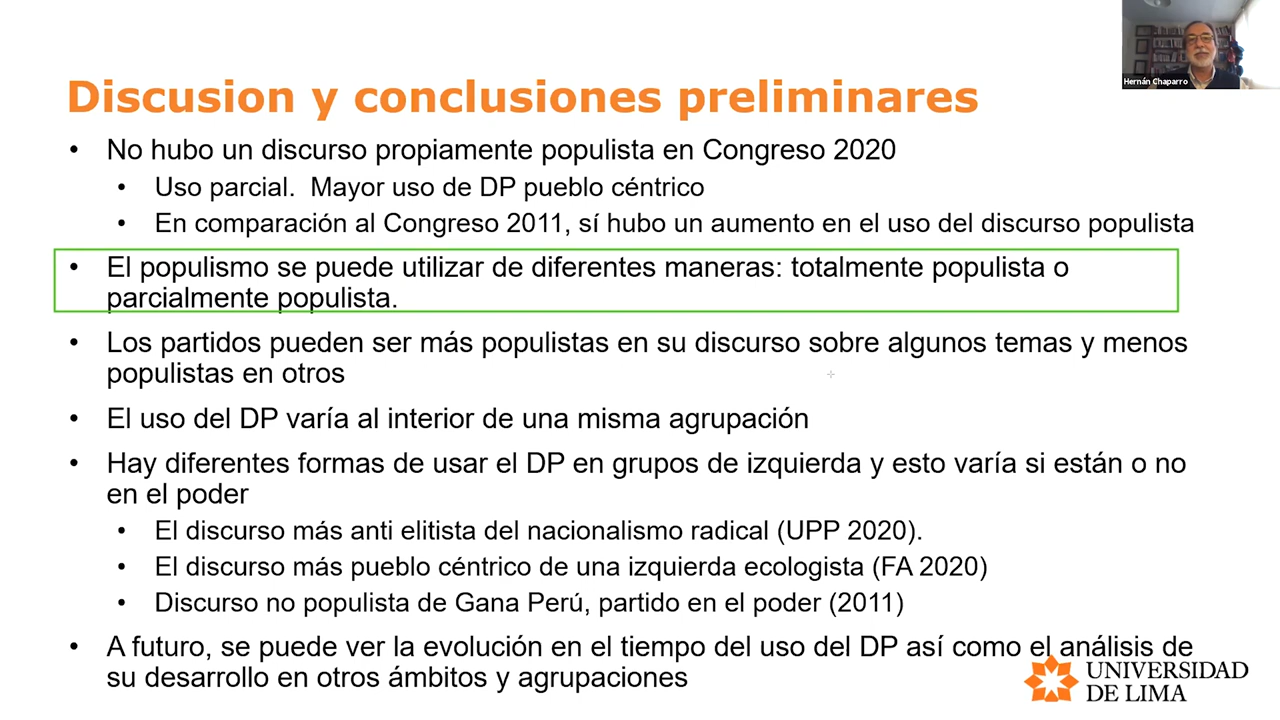 Hernán Chaparro
Discusion y conclusiones preliminares
• No hubo un discurso propiamente populista en Congreso 2020
• Uso parcial. Mayor uso de DP pueblo céntrico
• En comparación al Congreso 2011, sí hubo un aumento en el uso del discurso populista
• El populismo se puede utilizar de diferentes maneras: totalmente populista o
parcialmente populista.
• Los partidos pueden ser más populistas en su discurso sobre algunos temas y menos
populistas en otros
• El uso del DP varía al interior de una misma agrupación
• Hay diferentes formas de usar el DP en grupos de izquierda y esto varía si están o no
en el poder
• El discurso más anti elitista del nacionalismo radical (UPP 2020).
• El discurso más pueblo céntrico de una izquierda ecologista (FA 2020)
• Discurso no populista de Gana Perú, partido en el poder (2011)
• A futuro, se puede ver la evolución en el tiempo del uso del DP así como el análisis de
su desarrollo en otros ámbitos y agrupaciones
UNIVERSIDAD
DE LIMA